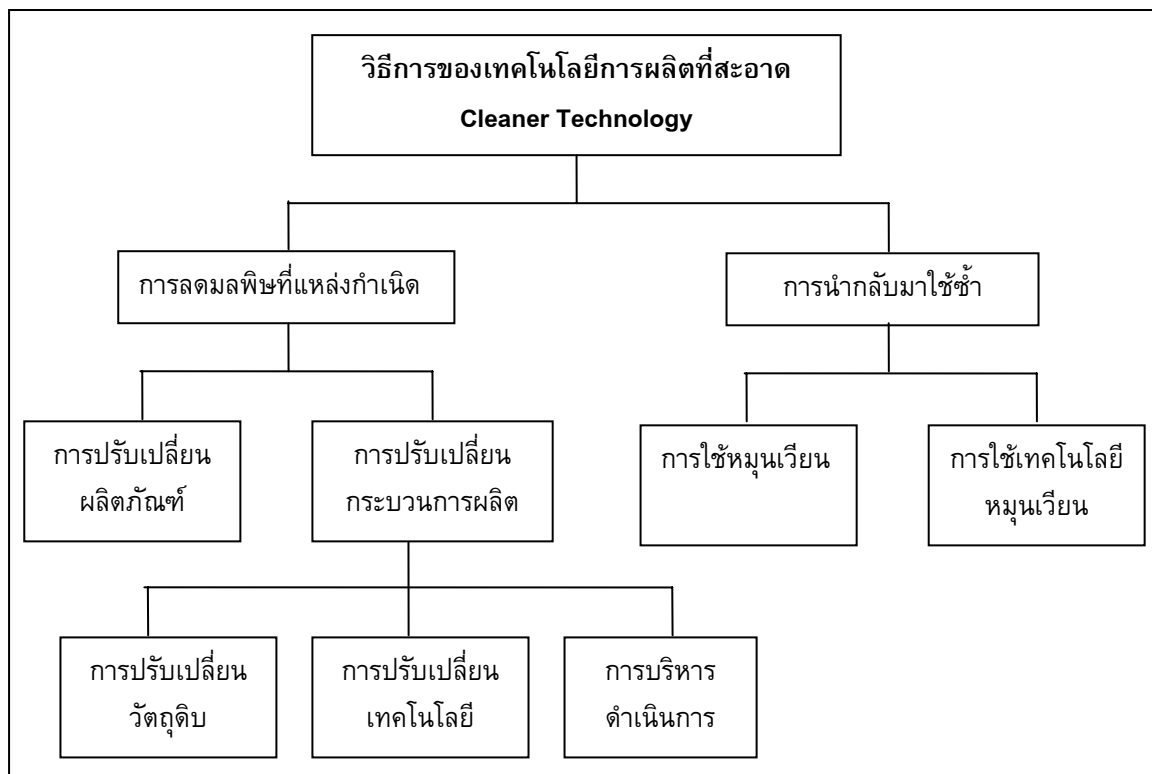 วิธีการของเทคโนโลยีการผลิตที่สะอาด
Cleaner Technology
การลดมลพิษที่แหล่งกำเนิด
การนำกลับมาใช้ซ้ำ
การปรับเปลี่ยน
ผลิตภัณฑ์
การปรับเปลี่ยน
กระบวนการผลิต
การใช้หมุนเวียน
การใช้เทคโนโลยี
หมุนเวียน
การปรับเปลี่ยน
วัตถุดิบ
การปรับเปลี่ยน
เทคโนโลยี
การบริหาร
ดำเนินการ